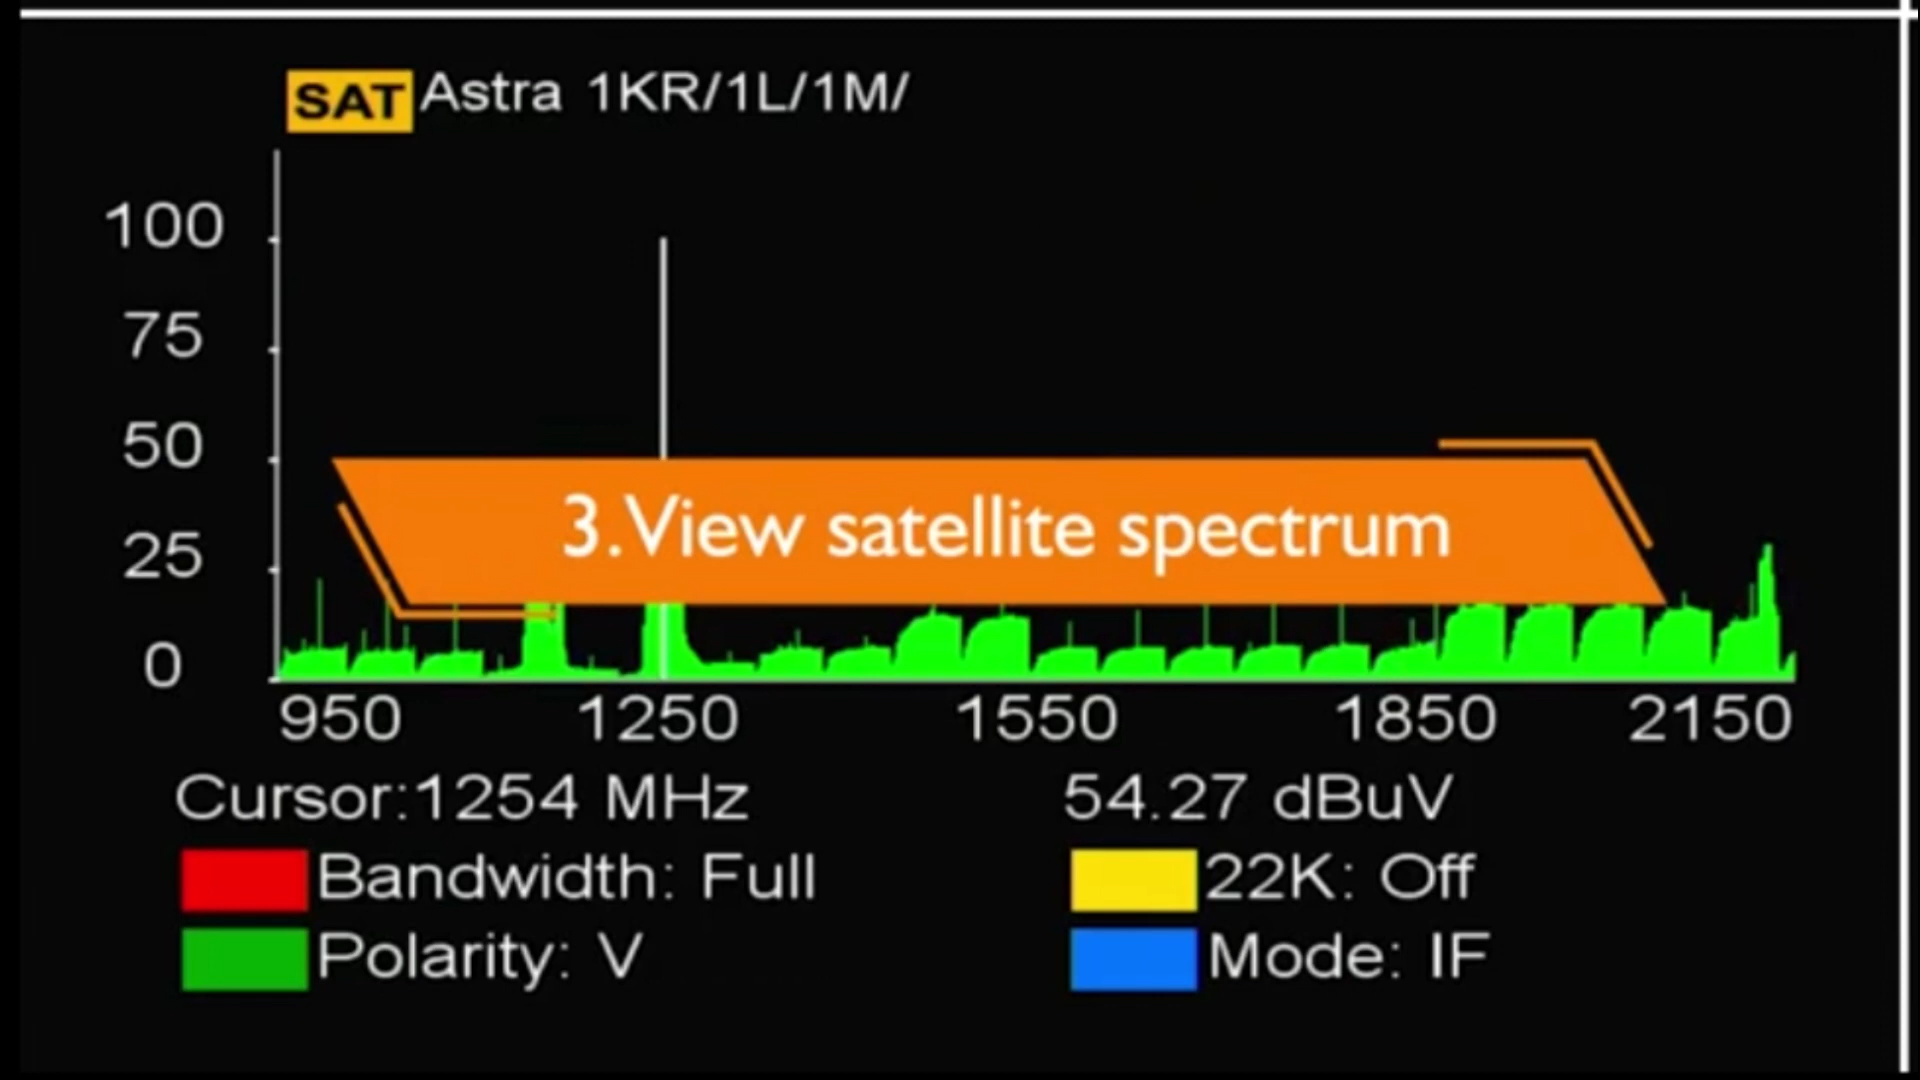 SAT Astra 1KR/1L/1M/
100
75
50
3.View satellite spectrum
25
0
950 1250 1550 1850 2150
Cursor:1254 MHz 54.27 dBuV
Bandwidth: Full 22K: Off
Polarity: V Mode: IF